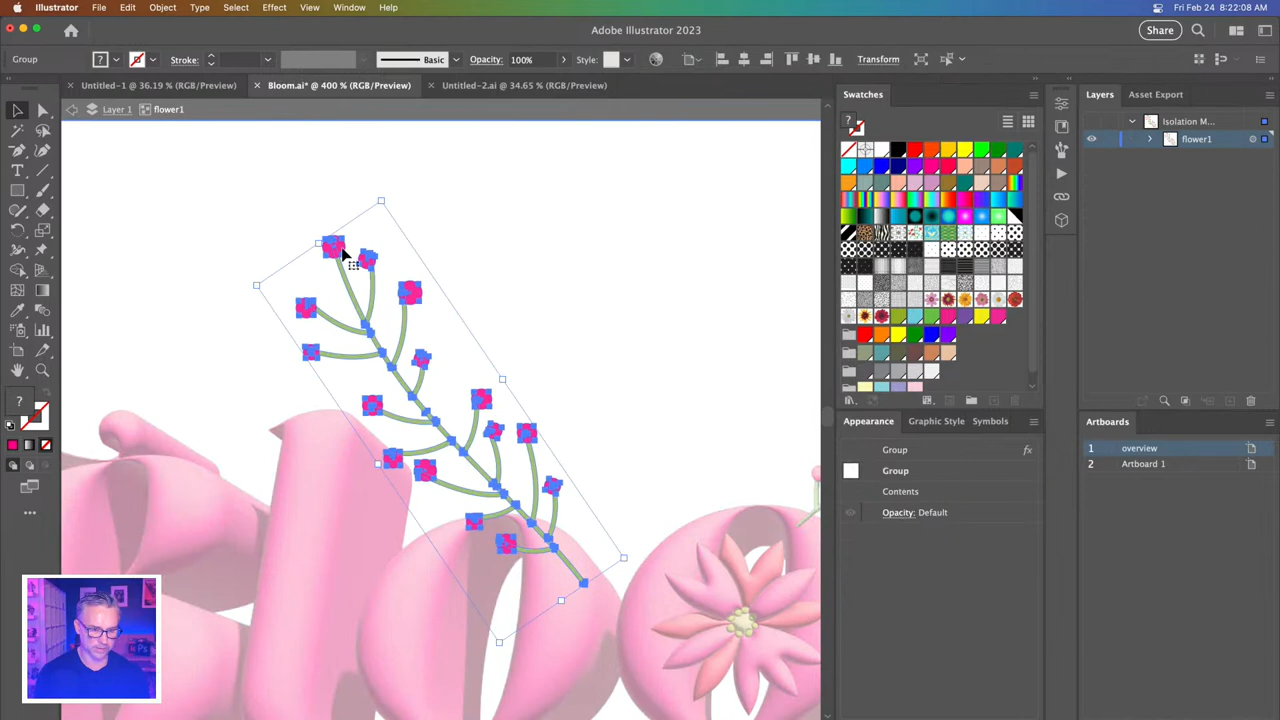 Illustrator File Edit Object Type Select Effect View Window Help
Fri Feb 24 8:22:08 AM
Adobe Illustrator 2023
Share
Group
?
Stroke:
Basic
Opacity: 100%
Style:
Transform
Untitled-1 @ 36.19 % (RGB/Preview)
Bloom.ai* @ 400 % (RGB/Preview)
Untitled-2.ai @ 34.65 % (RGB/Preview)
Layer 1
flower1
?
Swatches
?
Layers
Asset Export
Isolation M...
flower1
Appearance
Graphic Style
Symbols
Group
fx
Group
Contents
Opacity: Default
Artboards
1 overview
2 Artboard 1
Ps